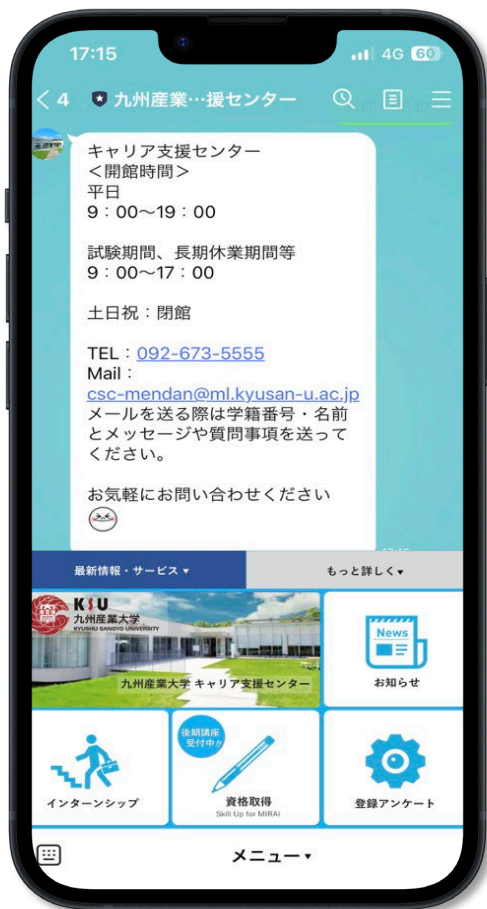 17:15
4G 60
< 4 九州産業…援センター
キャリア支援センター
<開館時間>
平日
9：00〜19：00
試験期間、長期休業期間等
9：00〜17：00
土日祝：閉館
TEL：092-673-5555
Mail：
csc-mendan@ml.kyusan-u.ac.jp
メールを送る際は学籍番号・名前
とメッセージや質問事項を送って
ください。
お気軽にお問い合わせください
最新情報・サービス▼
もっと詳しく▼
KSU
九州産業大学
KYUSHU SANGYO UNIVERSITY
九州産業大学 キャリア支援センター
News
お知らせ
インターンシップ
後期講座
受付中!!
資格取得
Skill Up for MIRAI
登録アンケート
メニュー▼